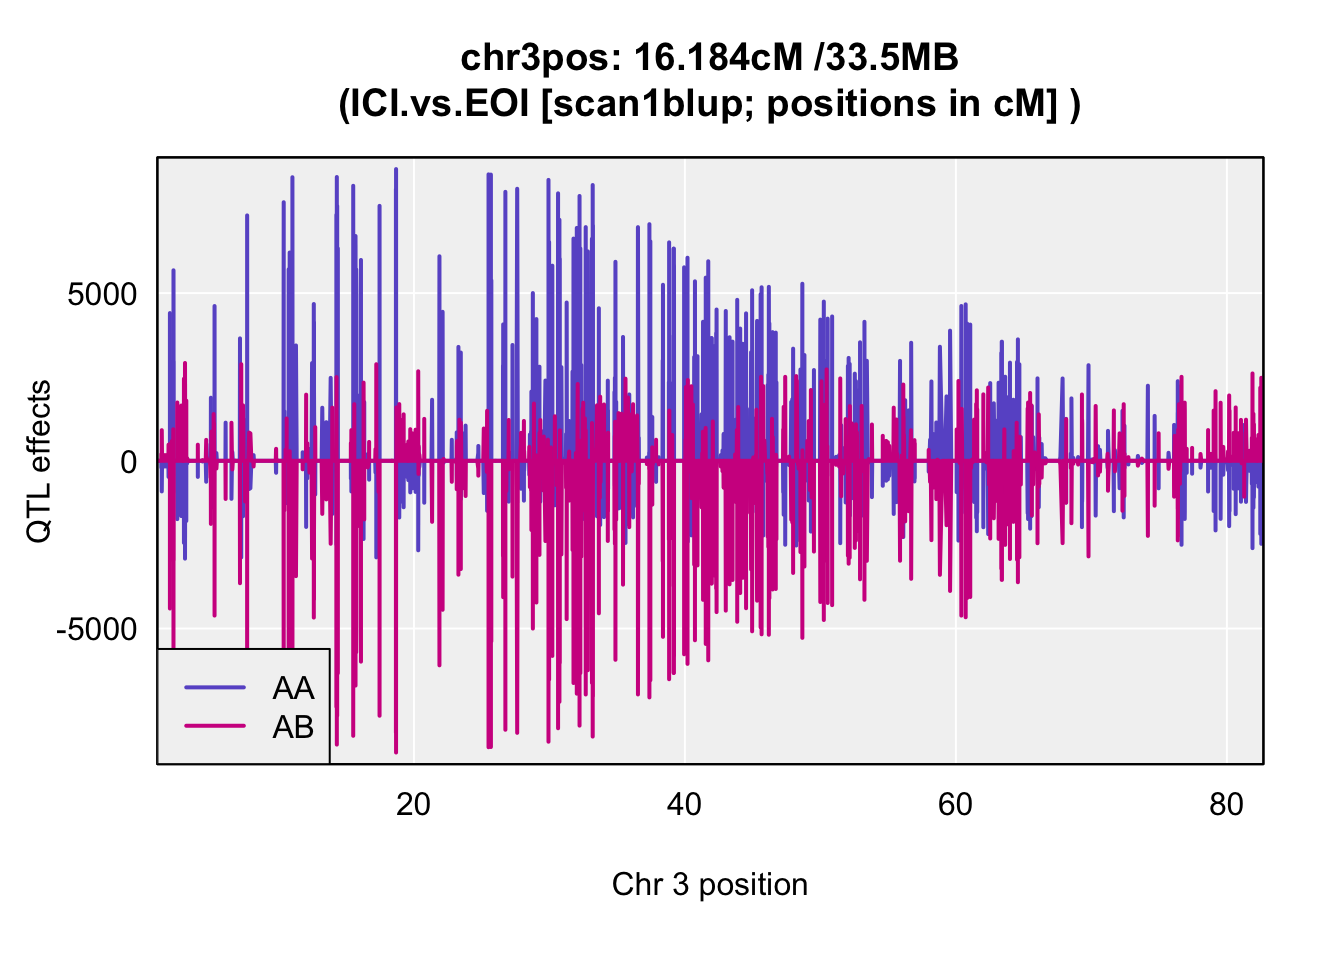 chr3pos: 16.184cM /33.5MB
(ICI.vs.EOI [scan1blup; positions in cM] )
QTL effects
5000
0
-5000
AA
AB
20
40
60
80
Chr 3 position